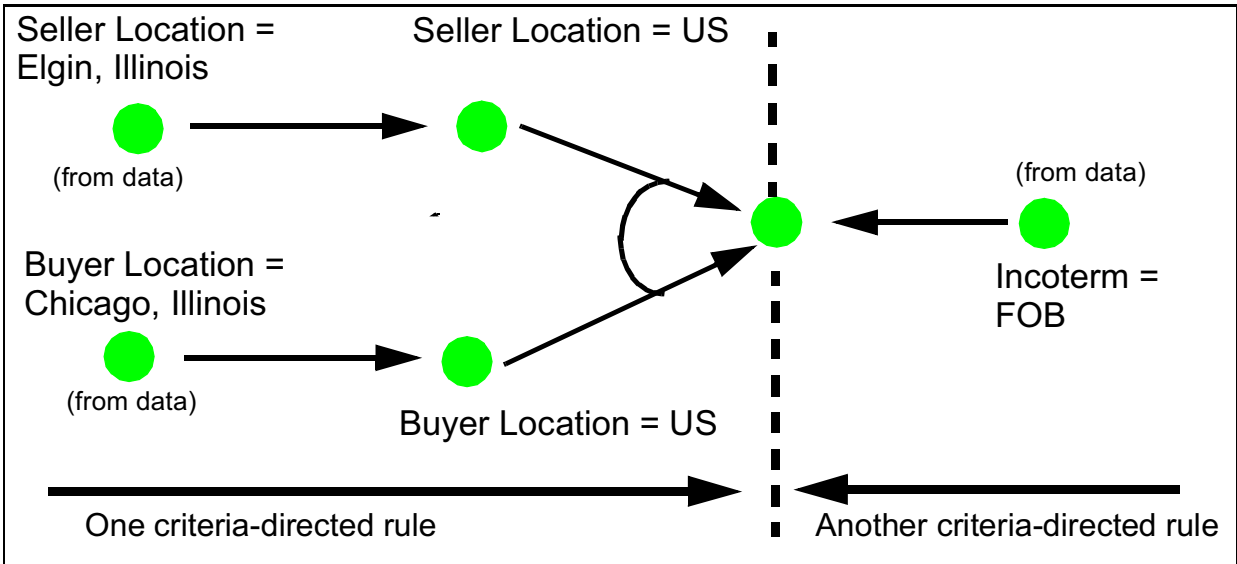 Seller Location =
Elgin, Illinois
Seller Location = US
(from data)
(from data)
Buyer Location =
Chicago, Illinois
Incoterm =
FOB
(from data)
Buyer Location = US
One criteria-directed rule
Another criteria-directed rule